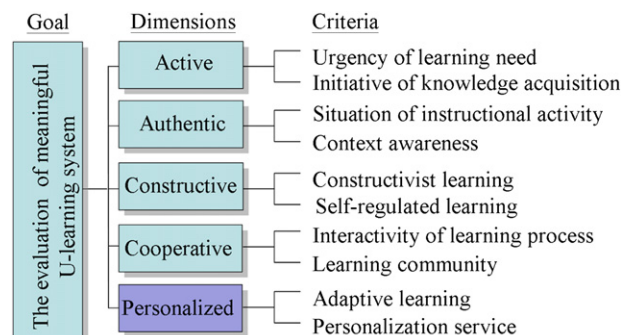 Goal
Dimensions
Criteria
The evaluation of meaningful
U-learning system
Active
Urgency of learning need
Initiative of knowledge acquisition
Authentic
Situation of instructional activity
Context awareness
Constructive
Constructivist learning
Self-regulated learning
Cooperative
Interactivity of learning process
Learning community
Personalized
Adaptive learning
Personalization service